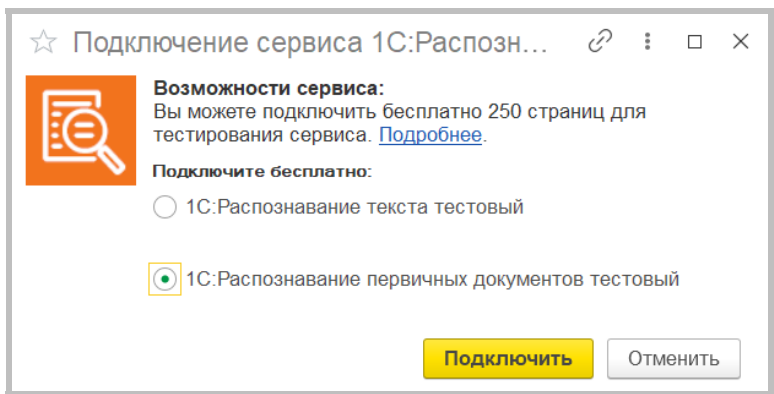 Подключение сервиса 1С:Распозн...
Возможности сервиса:
Вы можете подключить бесплатно 250 страниц для
тестирования сервиса. Подробнее.
Подключите бесплатно:
1С:Распознавание текста тестовый
1С:Распознавание первичных документов тестовый
Подключить
Отменить